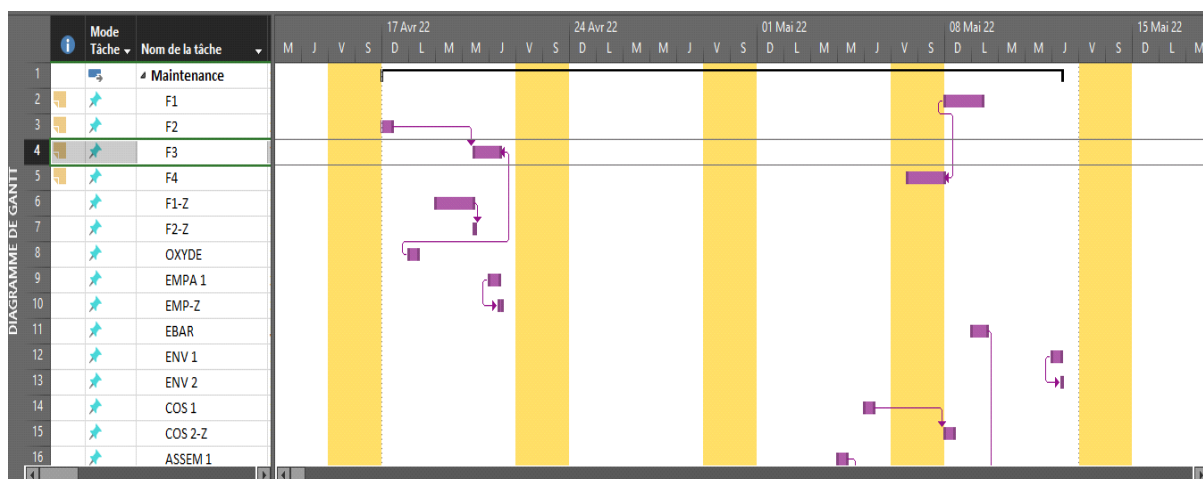 DIAGRAMME DE GANTT
Mode Tâche
Nom de la tâche
17 Avr 22 24 Avr 22 01 Mai 22 08 Mai 22 15 Mai 22
M J V S D L M M J V S D L M M J V S D L M M J V S D L M M J V S D L M
1 Maintenance
2 F1
3 F2
4 F3
5 F4
6 F1-Z
7 F2-Z
8 OXYDE
9 EMPA 1
10 EMP-Z
11 EBAR
12 ENV 1
13 ENV 2
14 COS 1
15 COS 2-Z
16 ASSEM 1